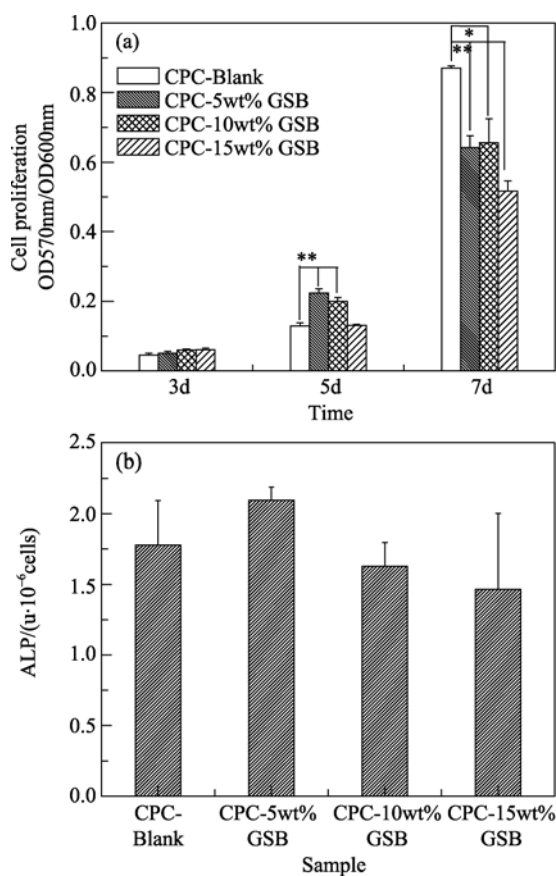 (a)
CPC-Blank
CPC-5wt% GSB
CPC-10wt% GSB
CPC-15wt% GSB
*
**
**
Cell proliferation
OD570nm/OD600nm
1.0
0.8
0.6
0.4
0.2
0.0
3d 5d 7d
Time
(b)
ALP/(u·10⁻⁶cells)
2.5
2.0
1.5
1.0
0.5
0.0
CPC- CPC-5wt% CPC-10wt% CPC-15wt%
Blank GSB GSB GSB
Sample